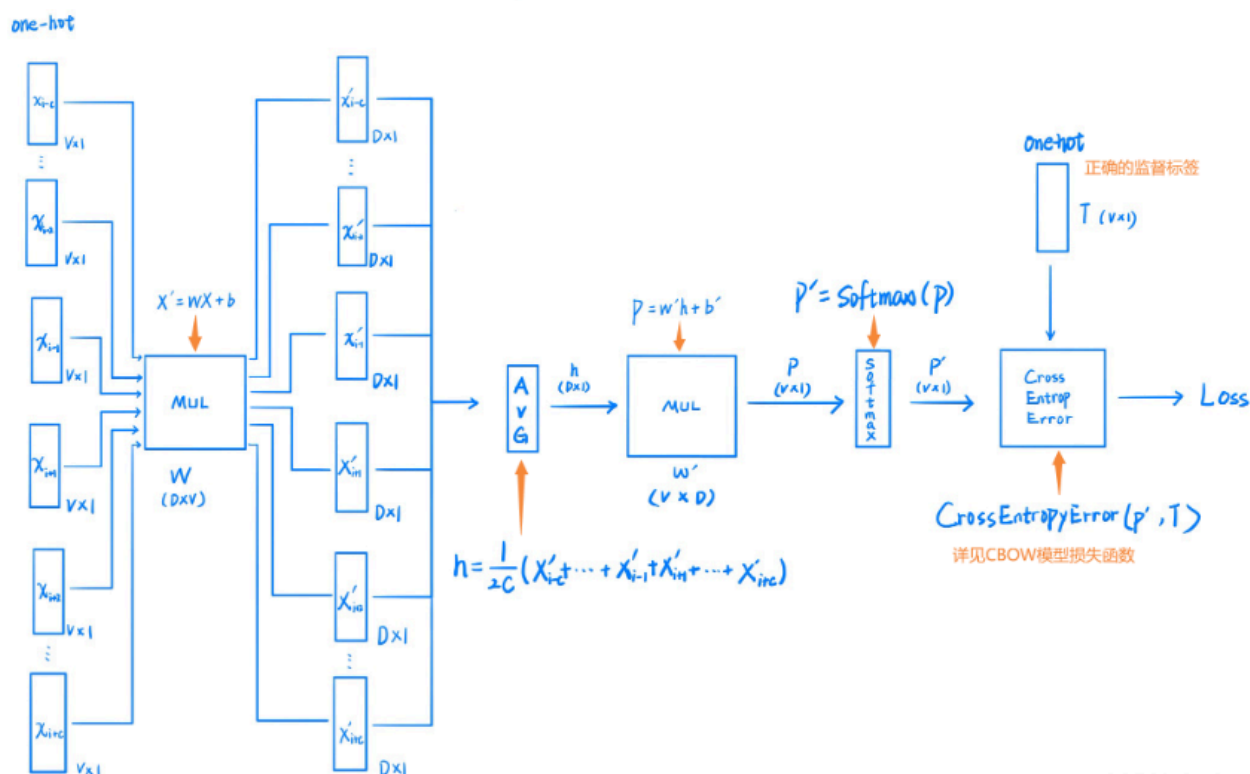 one-hot
x_{i-c}
V×1
⋮
x_{i-2}
V×1
x_{i-1}
V×1
x_{i+1}
V×1
x_{i+2}
V×1
⋮
x_{i+c}
V×1
X′=WX+b
MUL
W
(D×V)
x′_{i-c}
D×1
⋮
x′_{i-2}
D×1
x′_{i-1}
D×1
X′_{i+1}
D×1
X′_{i+2}
D×1
⋮
X′_{i+c}
D×1
AVG
h=\frac{1}{2C}(X′_{i-c}+⋯+X′_{i-1}+X′_{i+1}+⋯+X′_{i+c})
h
(D×1)
P=w′h+b′
MUL
w′
(V×D)
P
(V×1)
P′=Softmax(P)
Softmax
P′
(V×1)
one-hot
正确的监督标签
T (V×1)
Cross
Entrop
Error
Loss
CrossEntropyError(p′,T)
详见CBOW模型损失函数